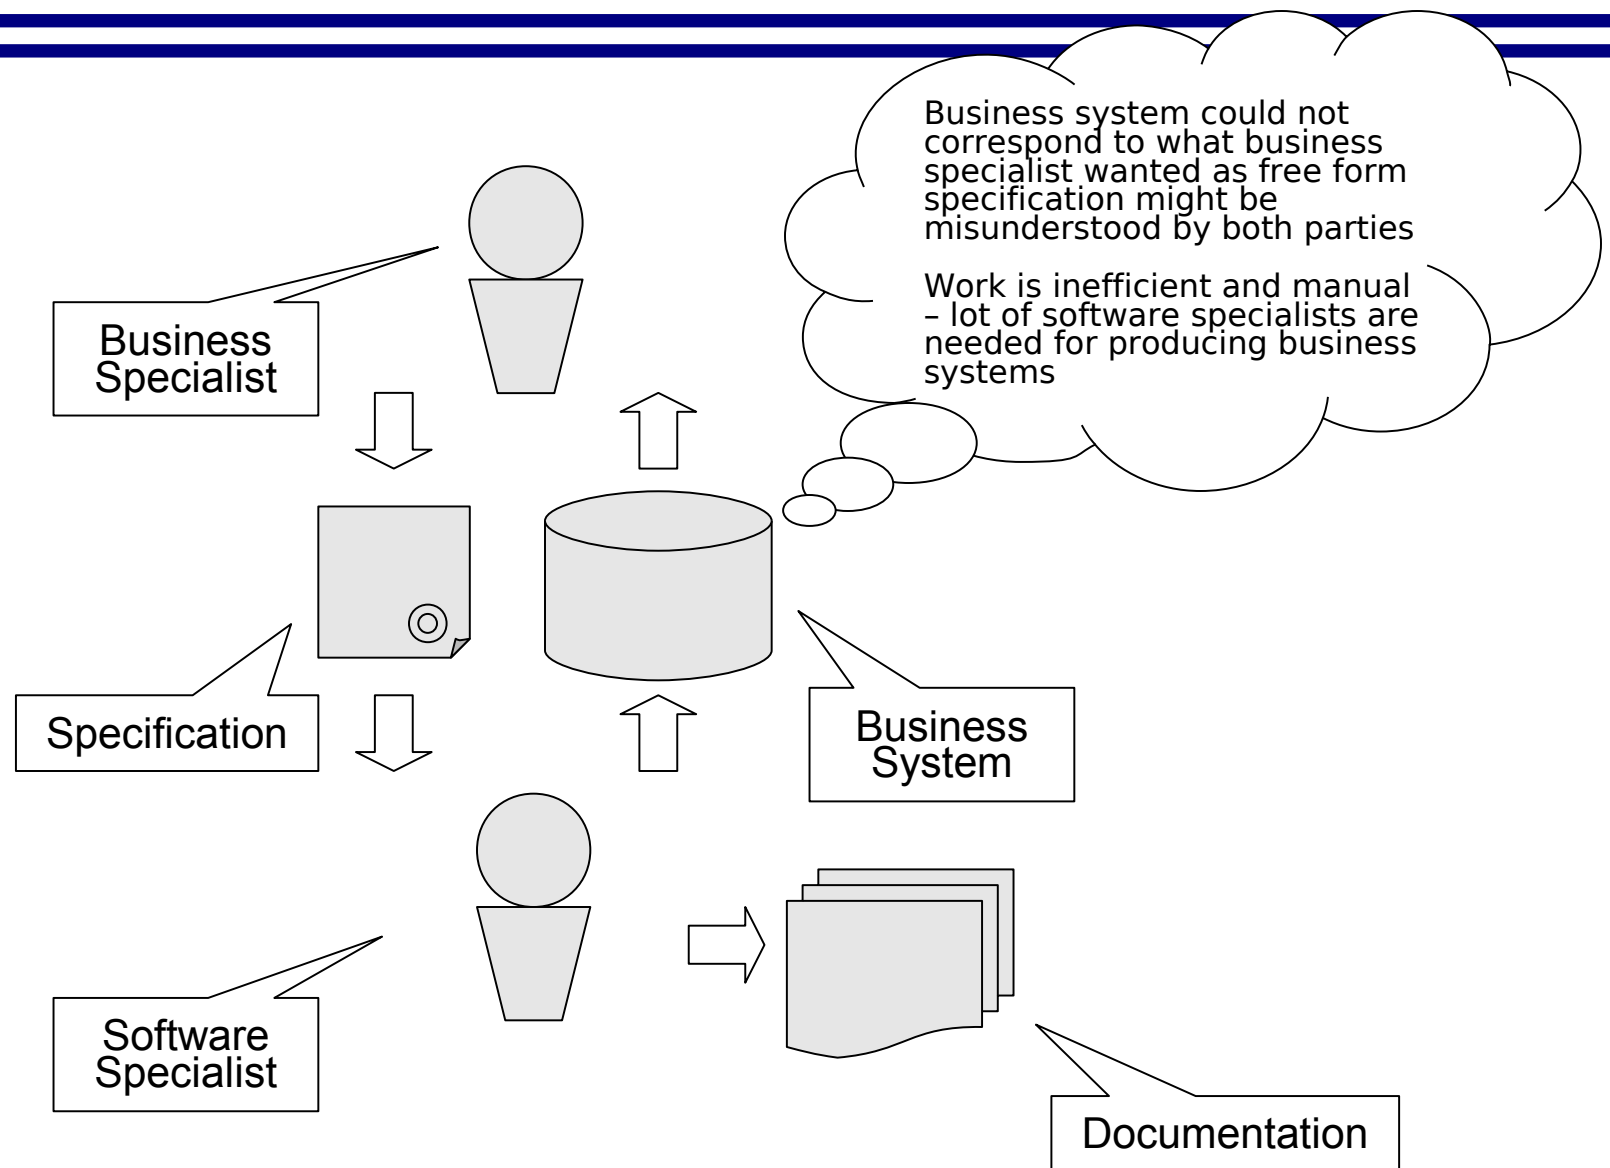 Business system could not
correspond to what business
specialist wanted as free form
specification might be
misunderstood by both parties
Work is inefficient and manual
– lot of software specialists are
needed for producing business
systems
Business
Specialist
Specification
Business
System
Software
Specialist
Documentation